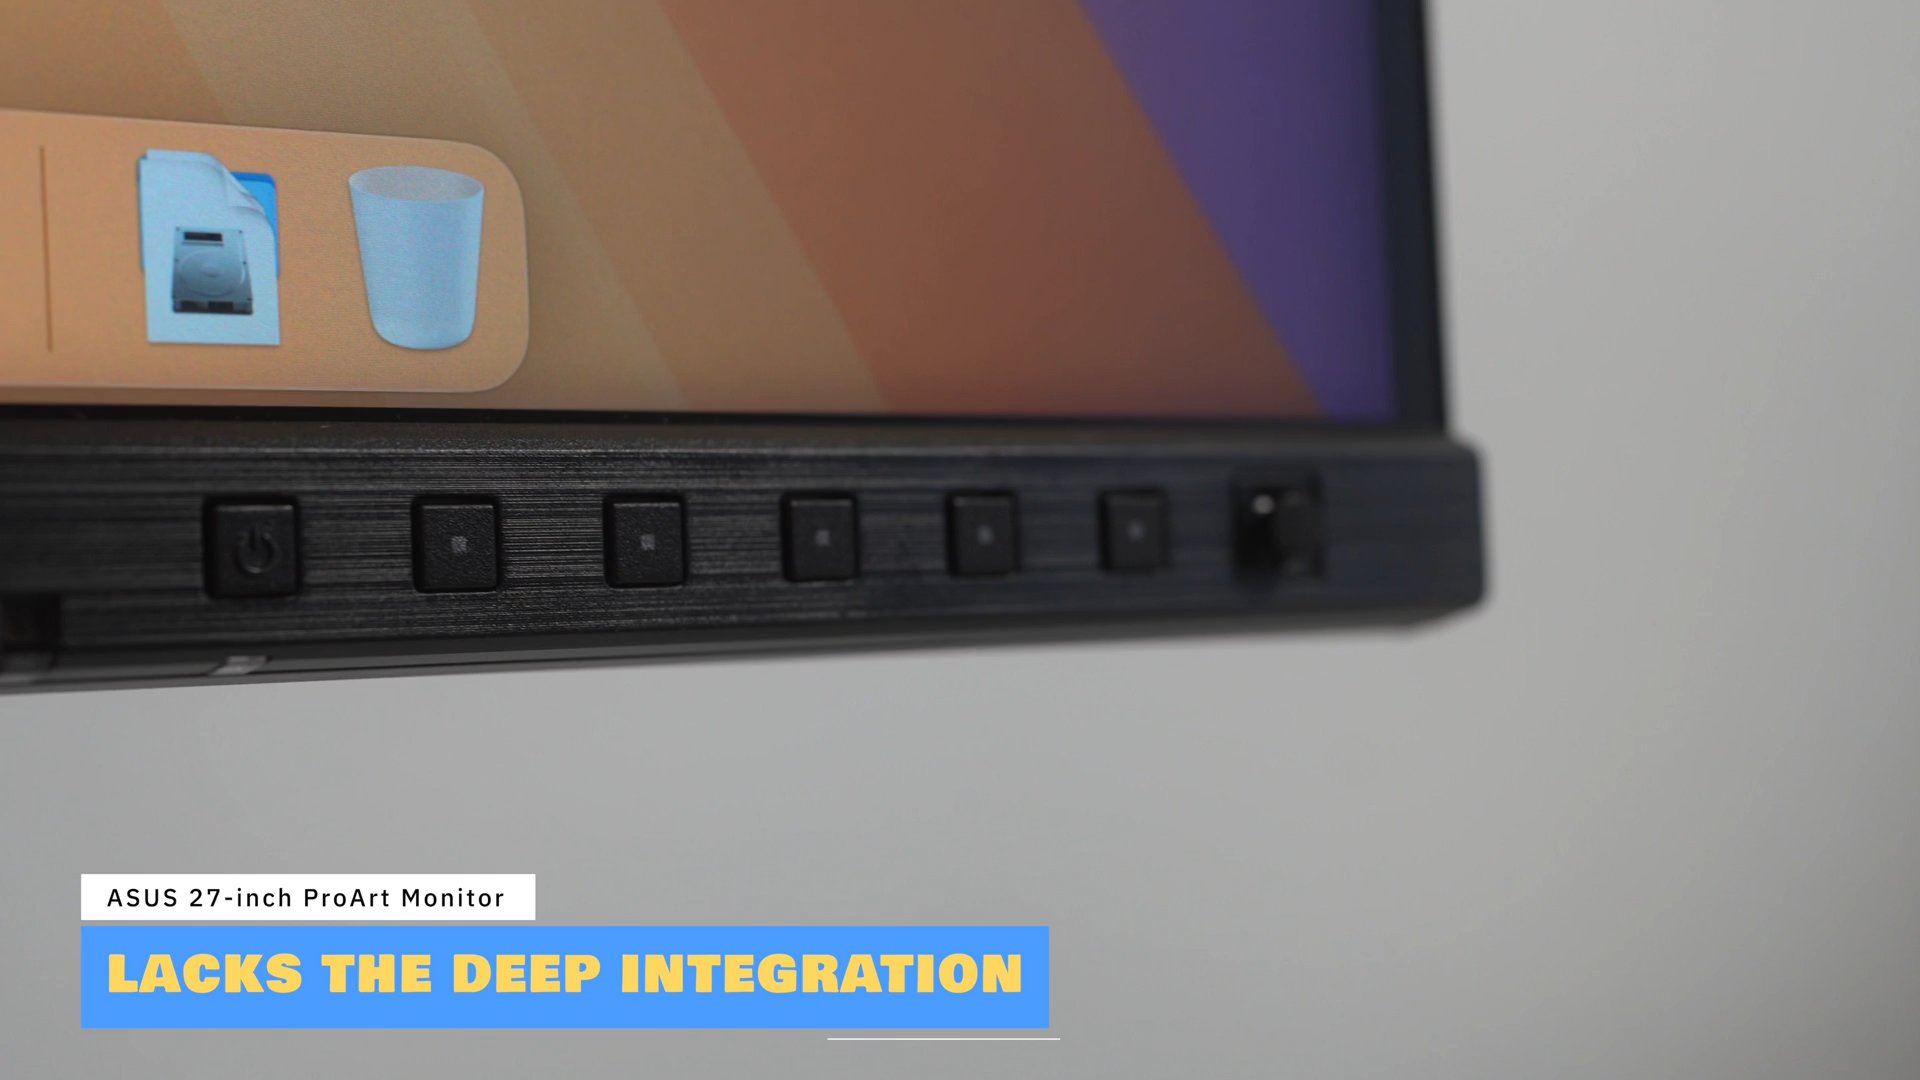 ASUS 27-inch ProArt Monitor
LACKS THE DEEP INTEGRATION